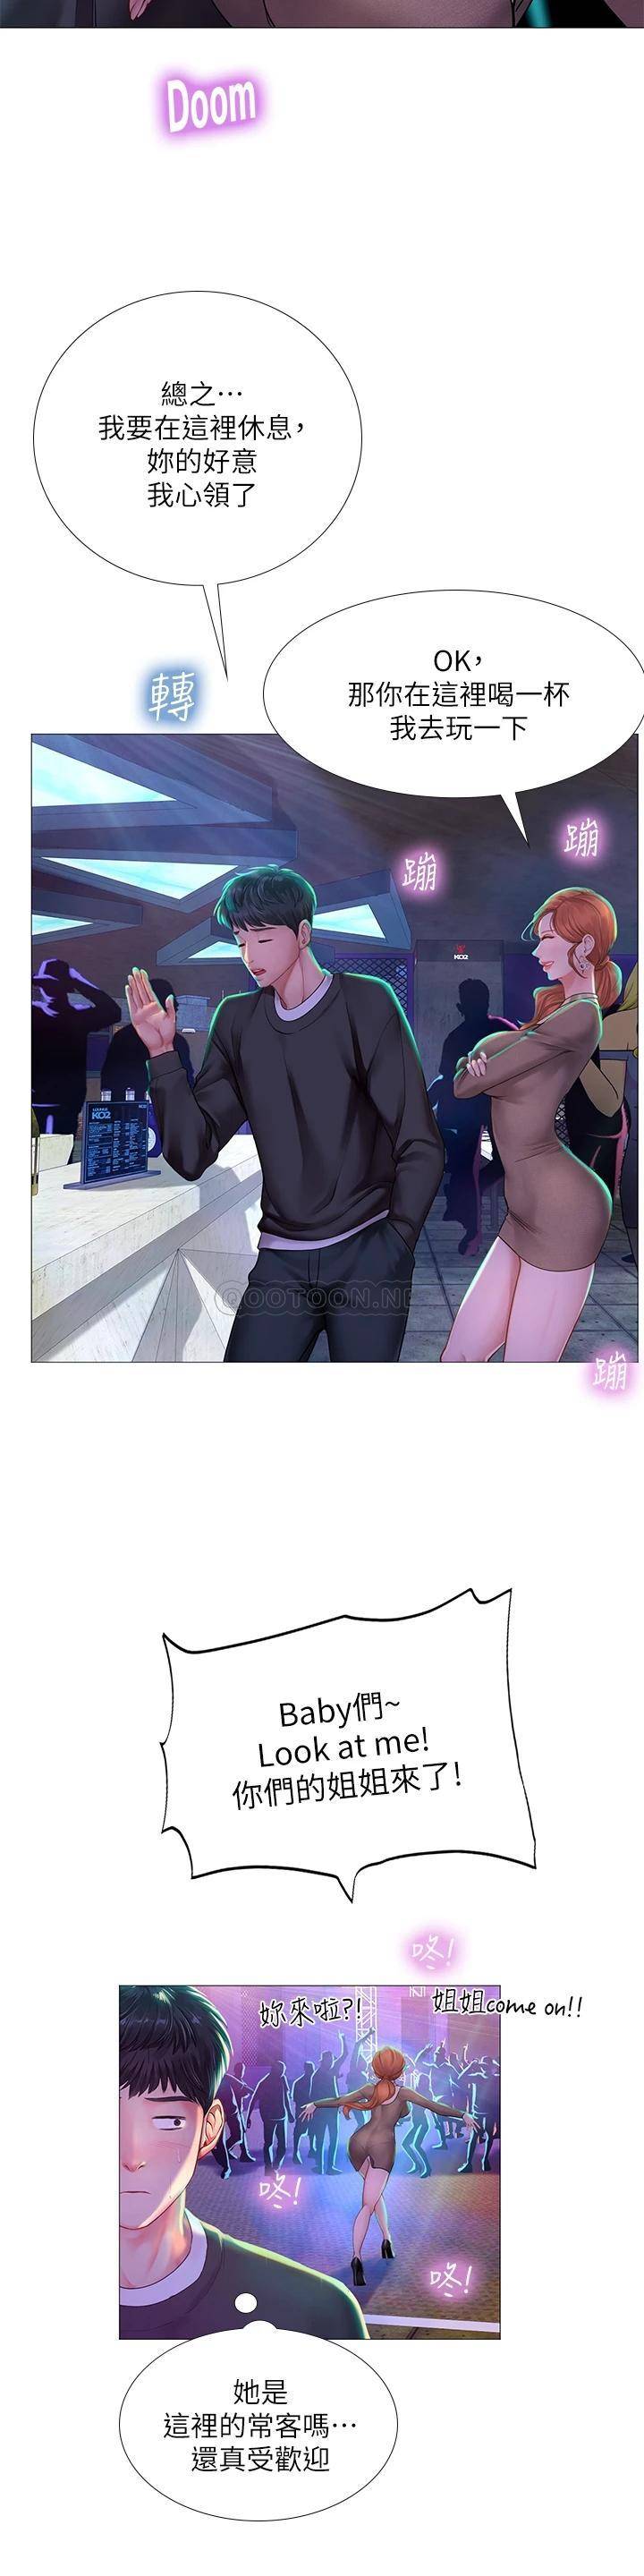 Doom
總之…
我要在這裡休息，
妳的好意
我心領了
OK，
那你在這裡喝一杯
我去玩一下
轉
蹦
蹦
KO2
KO2
QOOTOON.NE
蹦
Baby們~
Look at me!
你們的姐姐來了!
咚!
妳來啦?!
姐姐come on!!
咚!
咚!
她是
這裡的常客嗎…
還真受歡迎